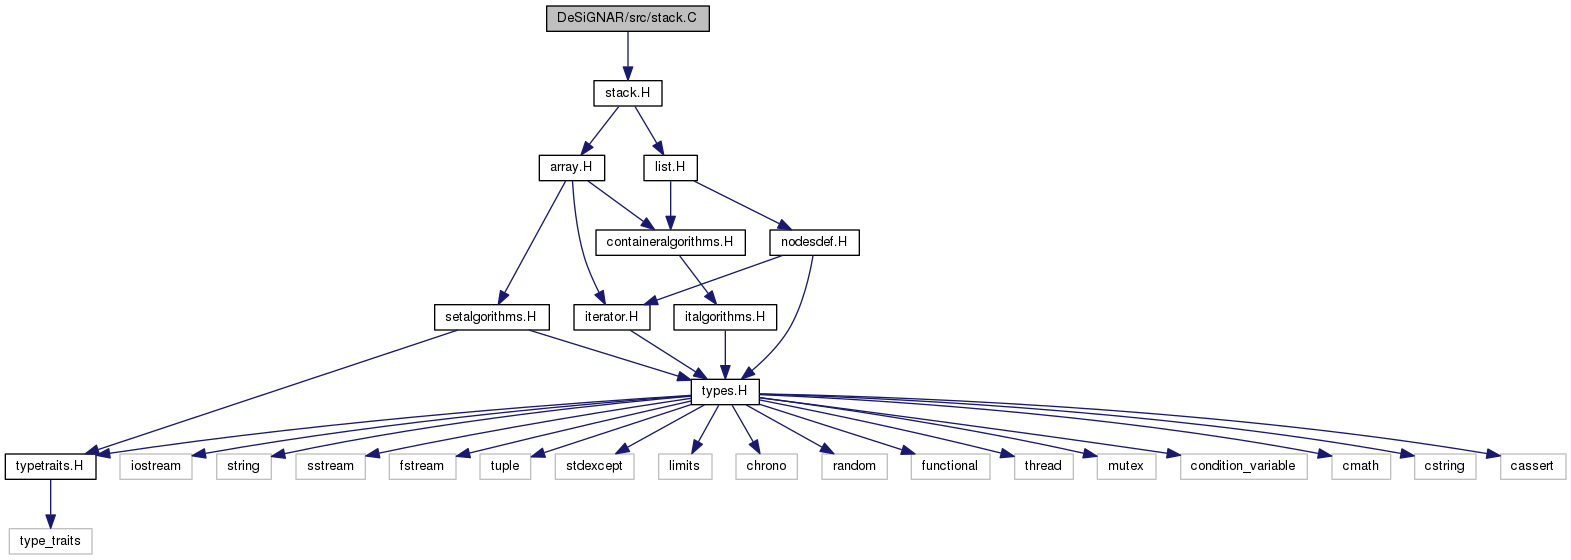 DeSiGNAR/src/stack.C
stack.H
array.H
list.H
containeralgorithms.H
nodesdef.H
setalgorithms.H
iterator.H
italgorithms.H
types.H
typetraits.H
iostream
string
sstream
fstream
tuple
stdexcept
limits
chrono
random
functional
thread
mutex
condition_variable
cmath
cstring
cassert
type_traits